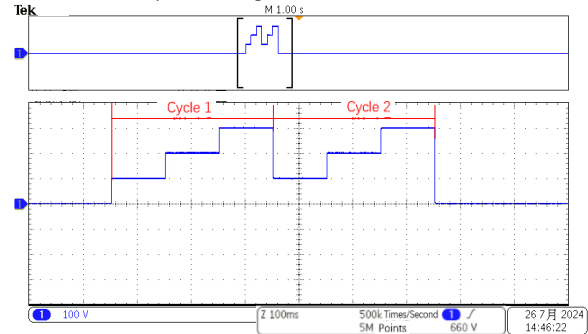 Tek
M 1.00 s
1
Cycle 1
Cycle 2
1
1 100 V
Z 100ms
500k Times/Second 1
5M Points 660 V
26 7月 2024
14:46:22